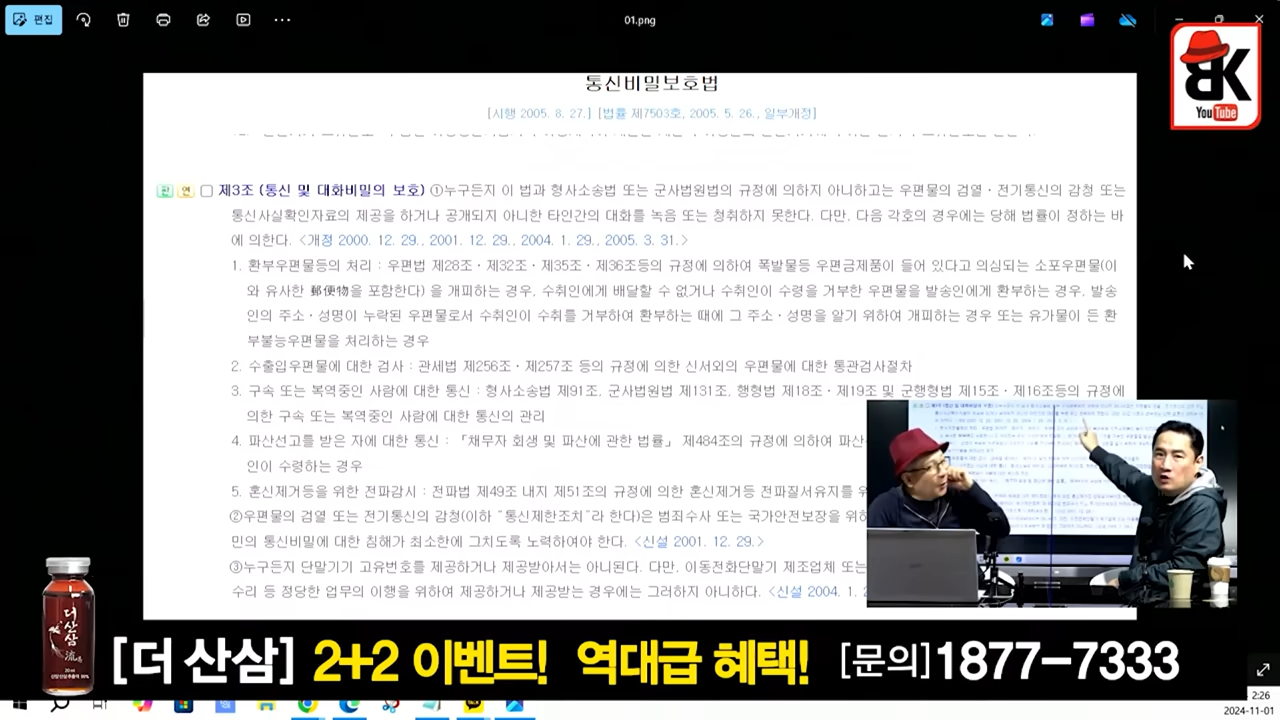 편집
01.png
BK
YouTube
통신비밀보호법
[시행 2005. 8. 27.] [법률 제7503호, 2005. 5. 26., 일부개정]
판 연 제3조 (통신 및 대화비밀의 보호) ①누구든지 이 법과 형사소송법 또는 군사법원법의 규정에 의하지 아니하고는 우편물의 검열ㆍ전기통신의 감청 또는
통신사실확인자료의 제공을 하거나 공개되지 아니한 타인간의 대화를 녹음 또는 청취하지 못한다. 다만, 다음 각호의 경우에는 당해 법률이 정하는 바
에 의한다. <개정 2000. 12. 29., 2001. 12. 29., 2004. 1. 29., 2005. 3. 31.>
1. 환부우편물등의 처리 : 우편법 제28조ㆍ제32조ㆍ제35조ㆍ제36조등의 규정에 의하여 폭발물등 우편금제품이 들어 있다고 의심되는 소포우편물(이
와 유사한 郵便物을 포함한다) 을 개피하는 경우, 수취인에게 배달할 수 없거나 수취인이 수령을 거부한 우편물을 발송인에게 환부하는 경우, 발송
인의 주소ㆍ성명이 누락된 우편물로서 수취인이 수취를 거부하여 환부하는 때에 그 주소ㆍ성명을 알기 위하여 개피하는 경우 또는 유가물이 든 환
부불능우편물을 처리하는 경우
2. 수출입우편물에 대한 검사 : 관세법 제256조ㆍ제257조 등의 규정에 의한 신서외의 우편물에 대한 통관검사절차
3. 구속 또는 복역중인 사람에 대한 통신 : 형사소송법 제91조, 군사법원법 제131조, 행형법 제18조ㆍ제19조 및 군행형법 제15조ㆍ제16조등의 규정에
의한 구속 또는 복역중인 사람에 대한 통신의 관리
4. 파산선고를 받은 자에 대한 통신 : 「채무자 회생 및 파산에 관한 법률」 제484조의 규정에 의하여 파산
인이 수령하는 경우
5. 혼신제거등을 위한 전파감시 : 전파법 제49조 내지 제51조의 규정에 의한 혼신제거등 전파질서유지를 위
②우편물의 검열 또는 전기통신의 감청(이하 "통신제한조치"라 한다)은 범죄수사 또는 국가안전보장을 위하
민의 통신비밀에 대한 침해가 최소한에 그치도록 노력하여야 한다. <신설 2001. 12. 29.>
③누구든지 단말기기 고유번호를 제공하거나 제공받아서는 아니된다. 다만, 이동전화단말기 제조업체 또는
수리 등 정당한 업무의 이행을 위하여 제공하거나 제공받는 경우에는 그러하지 아니하다. <신설 2004. 1. 2
더산삼
[더 산삼] 2+2 이벤트! 역대급 혜택! [문의]1877-7333
2:26
2024-11-01